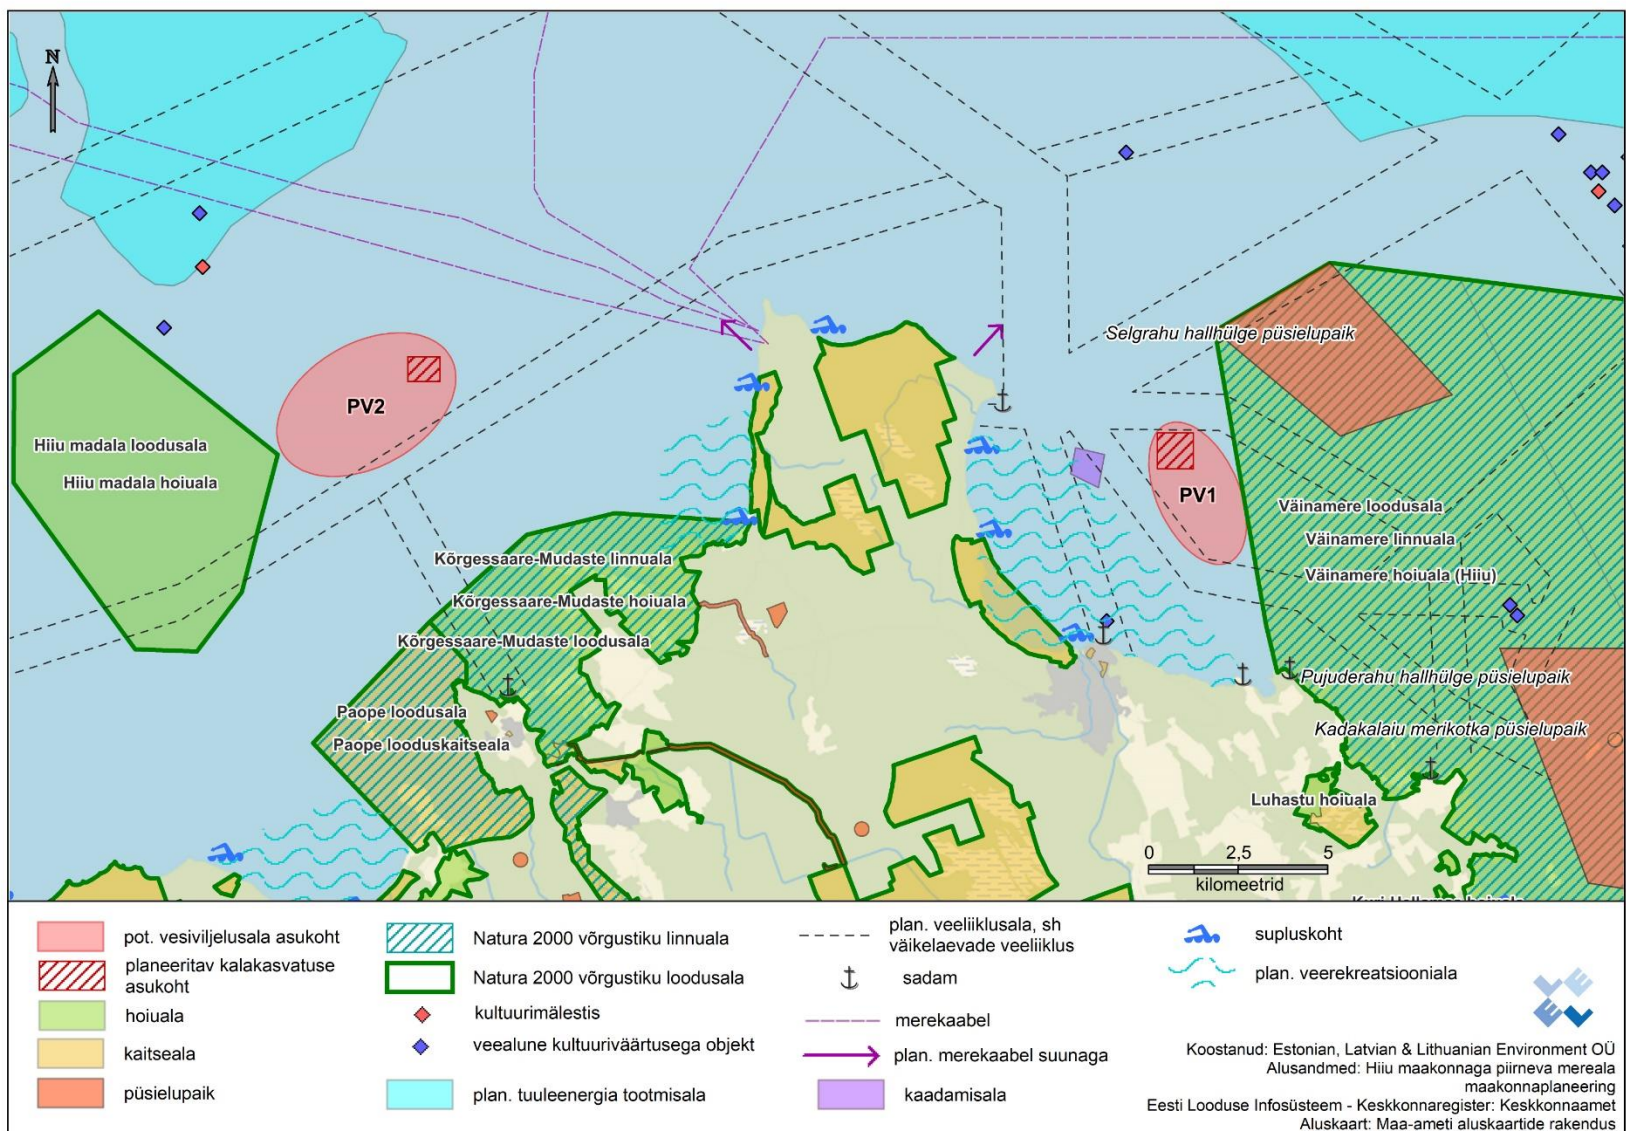 N
Selgrahu hallhülge püsielupaik
PV2
Hiiu madala loodusala
Hiiu madala hoiuala
PV1
Väinamere loodusala
Väinamere linnuala
Väinamere hoiuala (Hiiu)
Kõrgessaare-Mudaste linnuala
Kõrgessaare-Mudaste hoiuala
Kõrgessaare-Mudaste loodusala
Pujuderahu hallhülge püsielupaik
Paope loodusala
Paope looduskaitseala
Kadakalaiu merikotka püsielupaik
Luhastu hoiuala
0 2,5 5
kilomeetrid
pot. vesiviljelusala asukoht
planeeritav kalakasvatuse
asukoht
hoiuala
kaitseala
püsielupaik
Natura 2000 võrgustiku linnuala
Natura 2000 võrgustiku loodusala
kultuurimälestis
veealune kultuuriväärtusega objekt
plan. tuuleenergia tootmisala
plan. veeliiklusala, sh
väikelaevade veeliiklus
sadam
merekaabel
plan. merekaabel suunaga
kaadamisala
supluskoht
plan. veerekreatsiooniala
Koostanud: Estonian, Latvian & Lithuanian Environment OÜ
Alusandmed: Hiiu maakonnaga piirneva mereala
maakonnaplaneering
Eesti Looduse Infosüsteem - Keskkonnaregister: Keskkonnaamet
Aluskaart: Maa-ameti aluskaartide rakendus